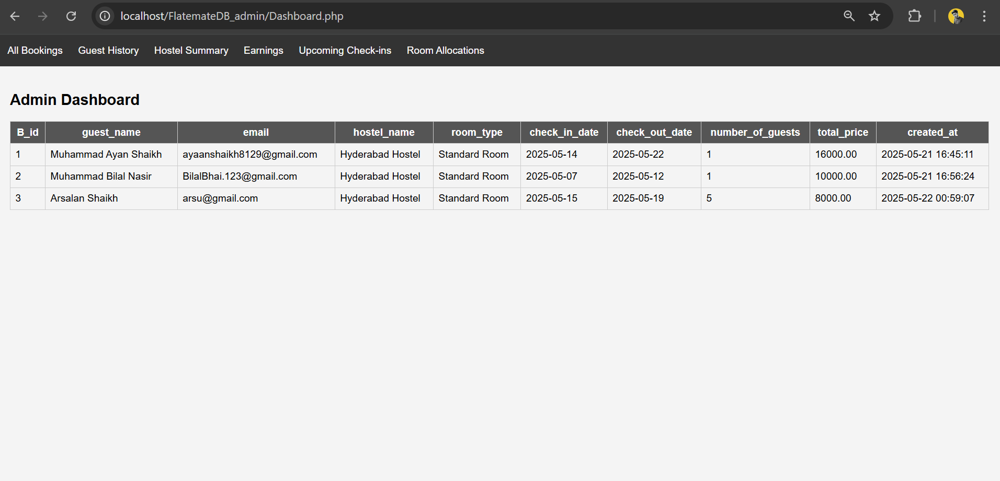 localhost/FlatemateDB_admin/Dashboard.php
All Bookings Guest History Hostel Summary Earnings Upcoming Check-ins Room Allocations
Admin Dashboard
B_id guest_name email hostel_name room_type check_in_date check_out_date number_of_guests total_price created_at
1 Muhammad Ayan Shaikh ayaanshaikh8129@gmail.com Hyderabad Hostel Standard Room 2025-05-14 2025-05-22 1 16000.00 2025-05-21 16:45:11
2 Muhammad Bilal Nasir BilalBhai.123@gmail.com Hyderabad Hostel Standard Room 2025-05-07 2025-05-12 1 10000.00 2025-05-21 16:56:24
3 Arsalan Shaikh arsu@gmail.com Hyderabad Hostel Standard Room 2025-05-15 2025-05-19 5 8000.00 2025-05-22 00:59:07